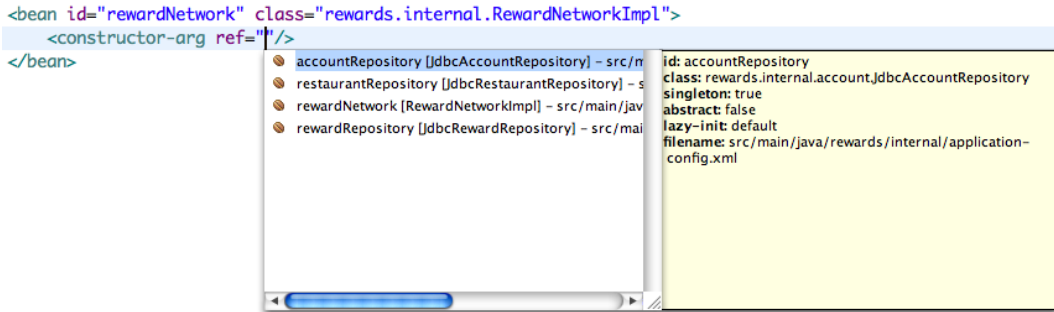 <bean id="rewardNetwork" class="rewards.internal.RewardNetworkImpl">
<constructor-arg ref=""/>
</bean>
accountRepository [JdbcAccountRepository] – src/m
restaurantRepository [JdbcRestaurantRepository] – s
rewardNetwork [RewardNetworkImpl] – src/main/jav
rewardRepository [JdbcRewardRepository] – src/mai
id: accountRepository
class: rewards.internal.account.JdbcAccountRepository
singleton: true
abstract: false
lazy-init: default
filename: src/main/java/rewards/internal/application-
config.xml